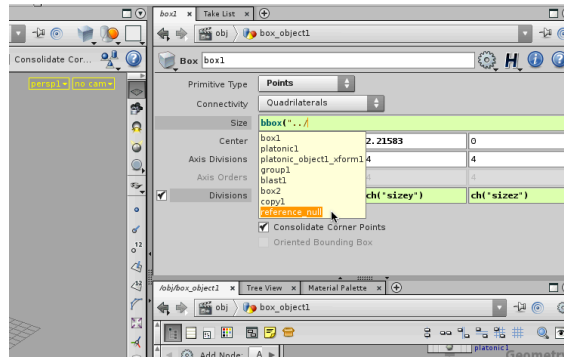 box1 × Take List ×
obj box_object1
Consolidate Cor...
Box box1
persp1 no cam
Primitive Type Points
Connectivity Quadrilaterals
Size bbox("../
Center 2.21583 0
Axis Divisions 4 4
Axis Orders 4 4
Divisions ch("sizey") ch("sizez")
box1
platonic1
platonic_object1_xform1
group1
blast1
box2
copy1
reference_null
Consolidate Corner Points
Oriented Bounding Box
/obj/box_object1 × Tree View × Material Palette ×
obj box_object1
Add Node: A
platonic1
Geometr